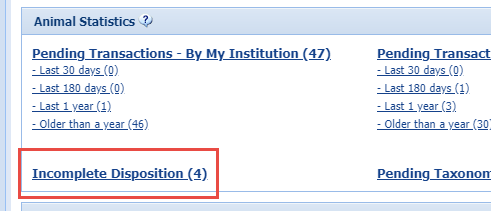 Animal Statistics
Pending Transactions - By My Institution (47)
- Last 30 days (0)
- Last 180 days (0)
- Last 1 year (1)
- Older than a year (46)
Incomplete Disposition (4)
Pending Transact
- Last 30 days (0)
- Last 180 days (1)
- Last 1 year (3)
- Older than a year (30)
Pending Taxonom